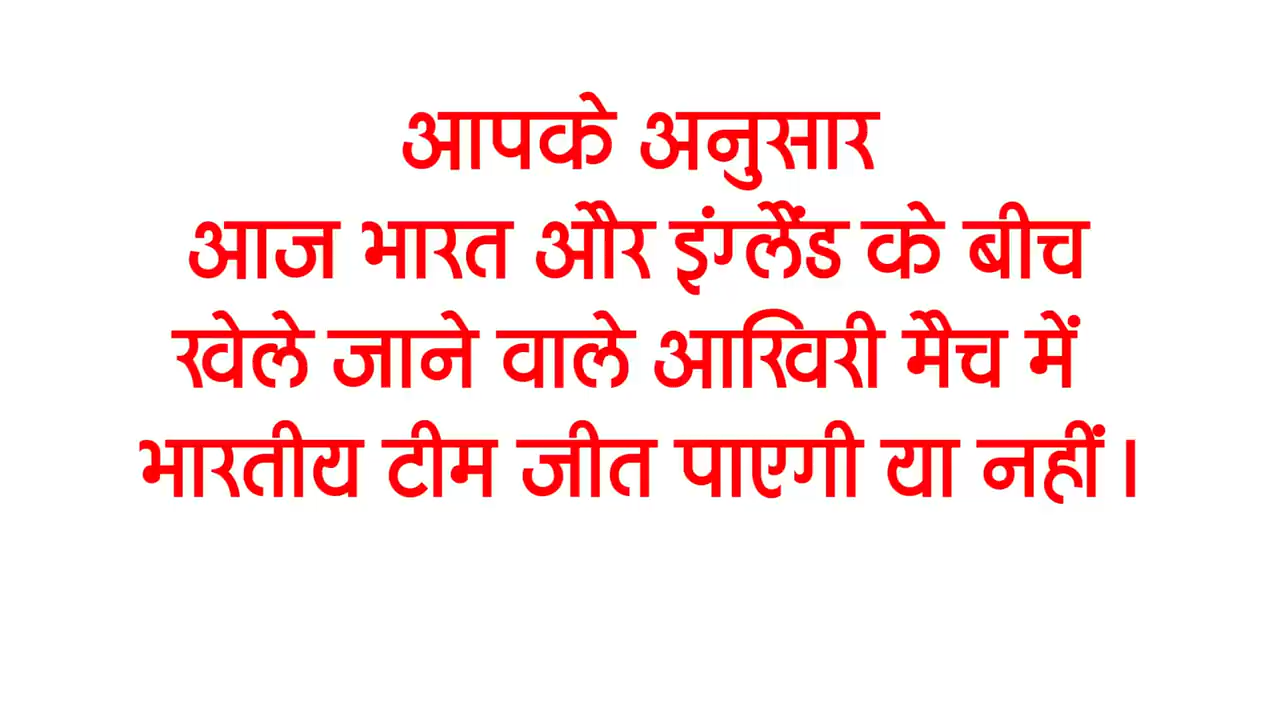 आपके अनुसार
आज भारत और इंग्लैंड के बीच
खेले जाने वाले आखिरी मैच में
भारतीय टीम जीत पाएगी या नहीं।